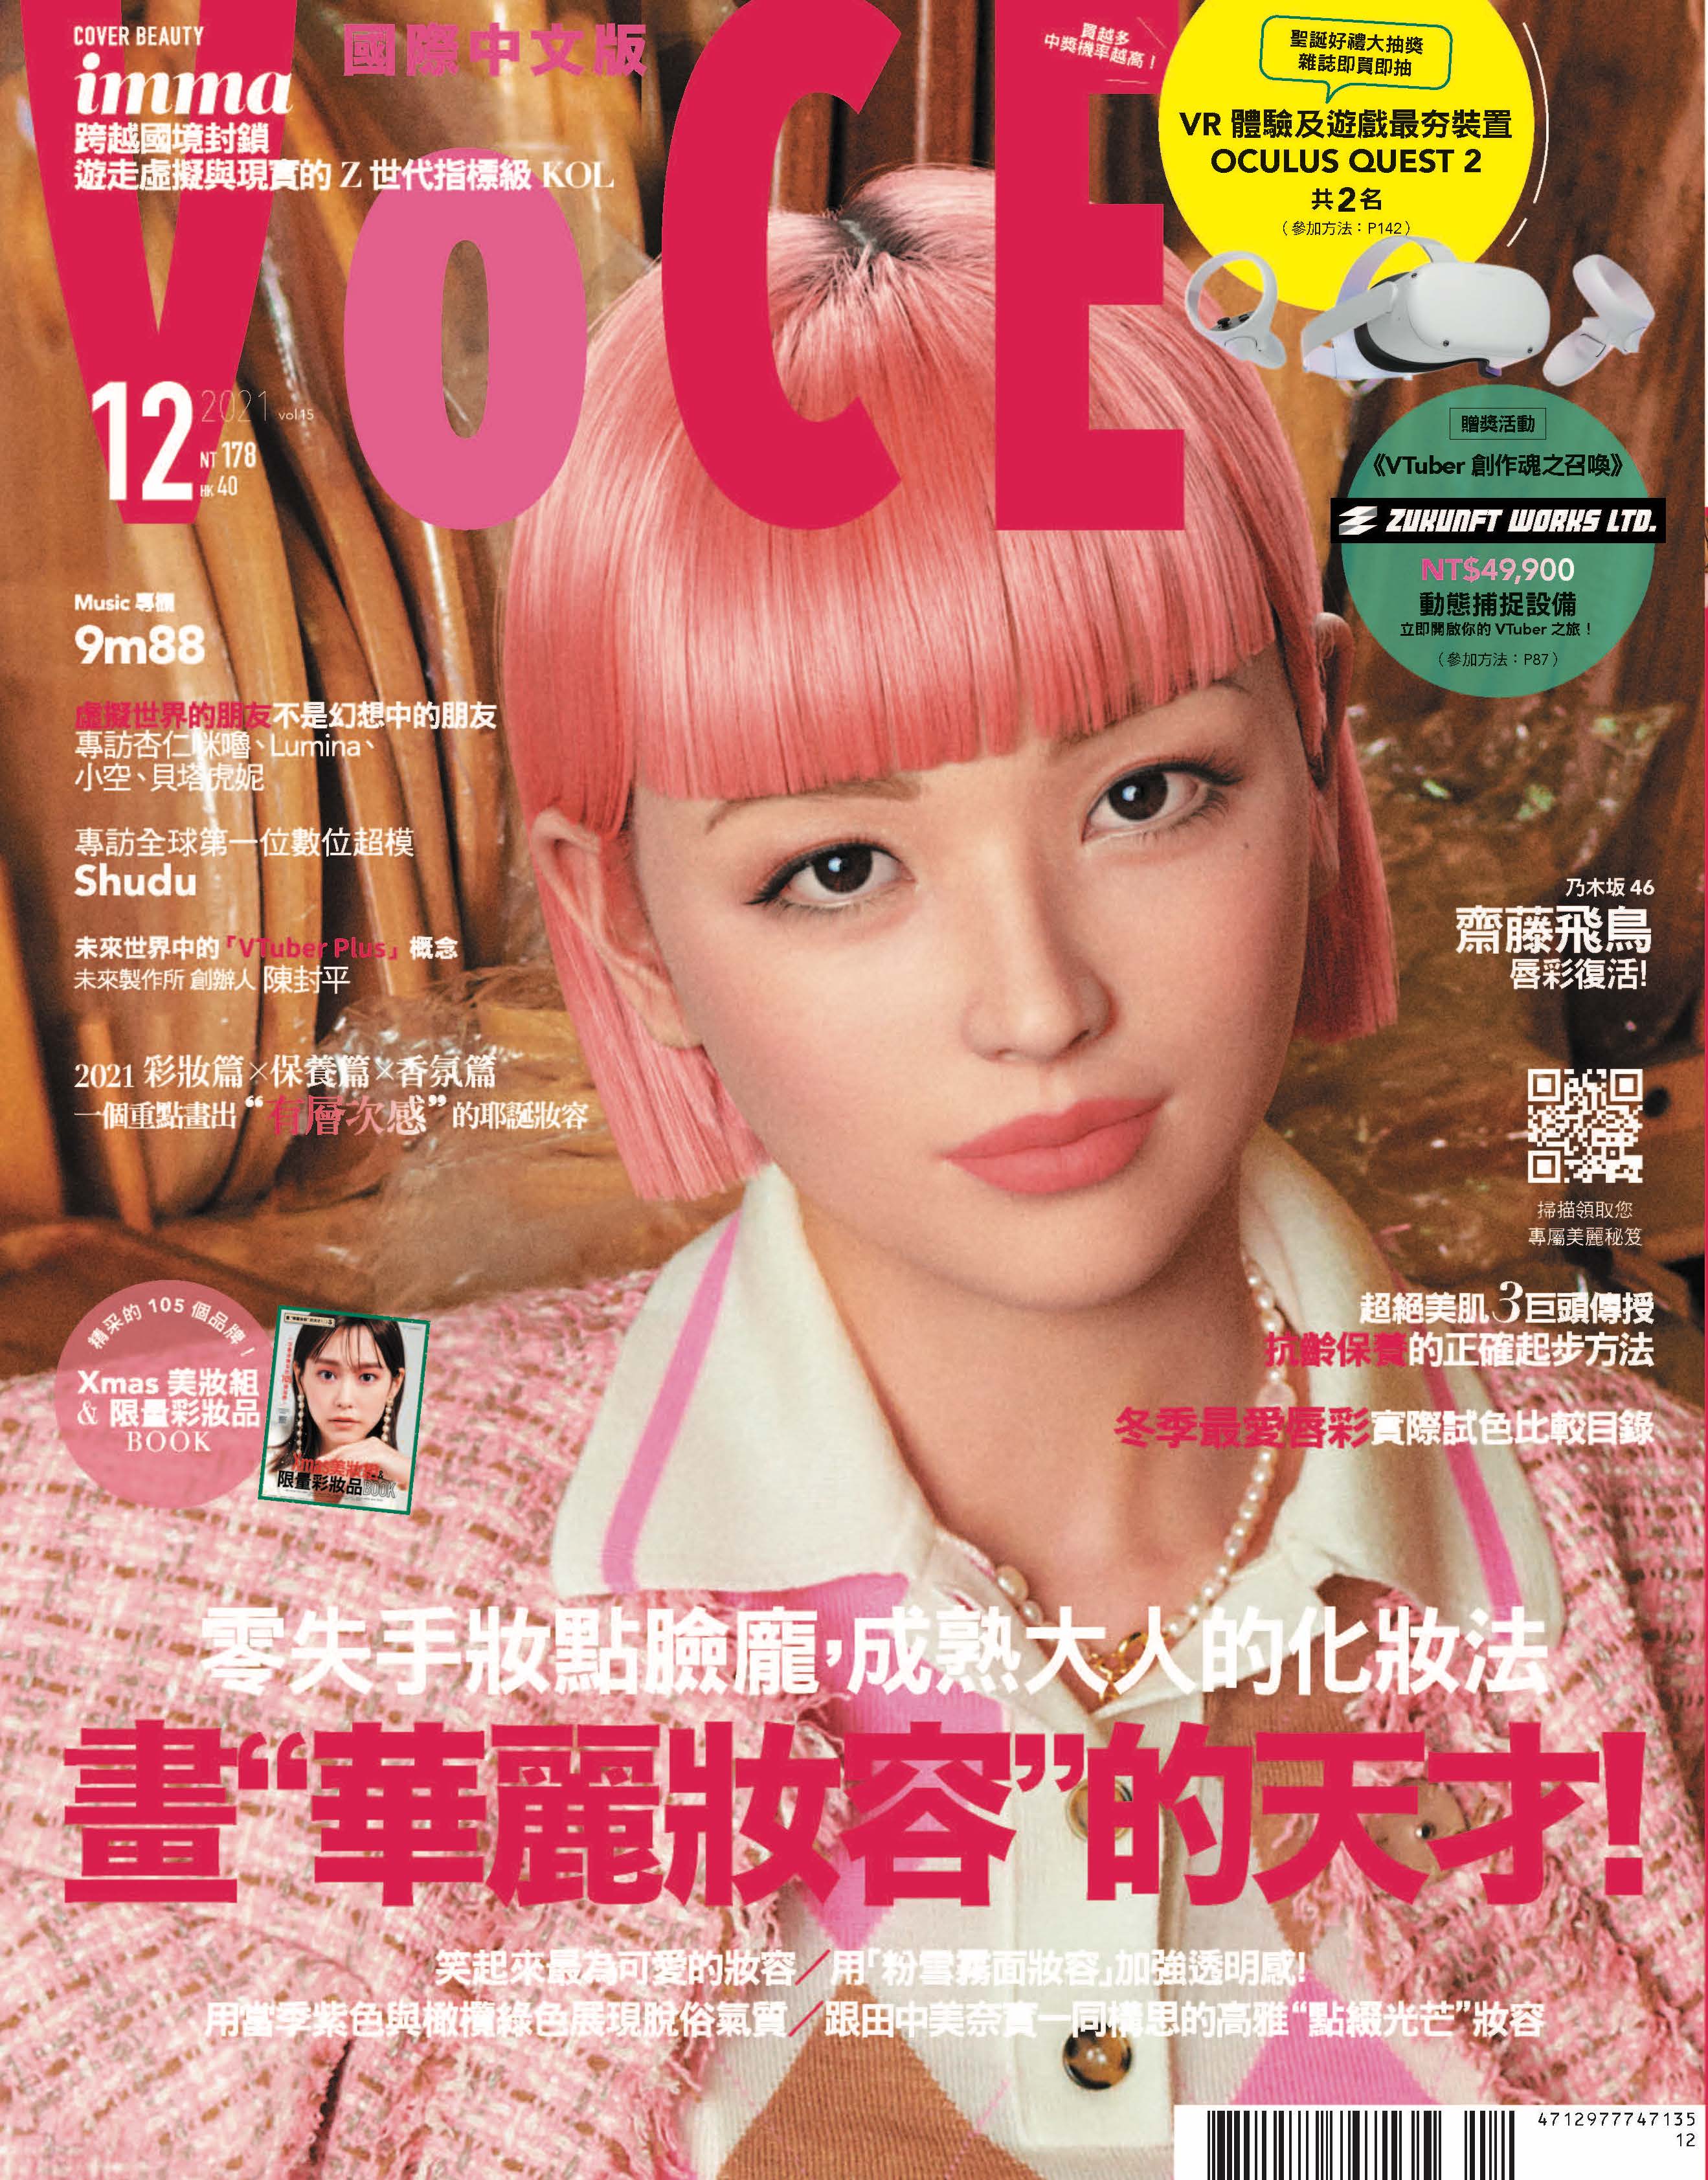 VOCE
國際中文版
COVER BEAUTY
imma
跨越國境封鎖
遊走虛擬與現實的 Z 世代指標級 KOL
買越多
中獎機率越高！
聖誕好禮大抽獎
雜誌即買即抽
VR 體驗及遊戲最夯裝置
OCULUS QUEST 2
共2名
（參加方法：P142）
12
2021 vol.15
NT 178
HK 40
贈獎活動
《VTuber 創作魂之召喚》
ZUKUNFT WORKS LTD.
NT$49,900
動態捕捉設備
立即開啟你的 VTuber 之旅！
（參加方法：P87）
Music 專欄
9m88
虛擬世界的朋友不是幻想中的朋友
專訪杏仁咪嚕、Lumina、
小空、貝塔虎妮
專訪全球第一位數位超模
Shudu
未來世界中的「VTuber Plus」概念
未來製作所 創辦人 陳封平
2021 彩妝篇×保養篇×香氛篇
一個重點畫出“有層次感”的耶誕妝容
乃木坂 46
齋藤飛鳥
唇彩復活!
掃描領取您
專屬美麗秘笈
超絕美肌3巨頭傳授
抗齡保養的正確起步方法
冬季最愛唇彩實際試色比較目錄
精采的 105 個品牌！
Xmas 美妝組
& 限量彩妝品
BOOK
Xmas美妝組&
限量彩妝品BOOK
零失手妝點臉龐，成熟大人的化妝法
畫“華麗妝容”的天才!
笑起來最為可愛的妝容／用「粉雪霧面妝容」加強透明感!
用當季紫色與橄欖綠色展現脫俗氣質／跟田中美奈實一同構思的高雅“點綴光芒”妝容
4712977747135
12